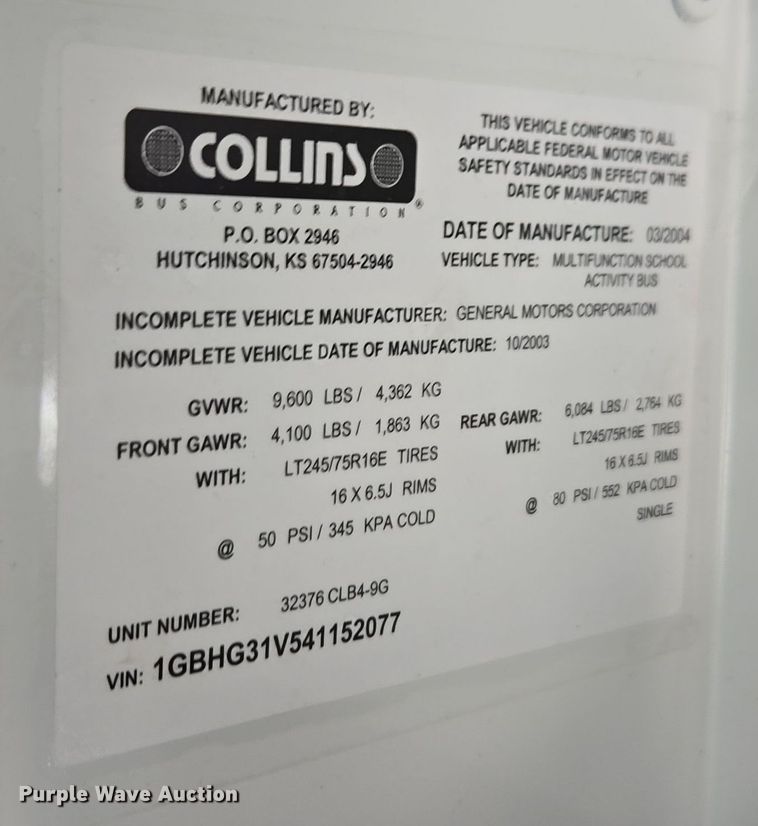 MANUFACTURED BY:
COLLINS
BUS CORPORATION®
P.O. BOX 2946
HUTCHINSON, KS 67504-2946
THIS VEHICLE CONFORMS TO ALL
APPLICABLE FEDERAL MOTOR VEHICLE
SAFETY STANDARDS IN EFFECT ON THE
DATE OF MANUFACTURE
DATE OF MANUFACTURE: 03/2004
VEHICLE TYPE: MULTIFUNCTION SCHOOL
ACTIVITY BUS
INCOMPLETE VEHICLE MANUFACTURER: GENERAL MOTORS CORPORATION
INCOMPLETE VEHICLE DATE OF MANUFACTURE: 10/2003
GVWR: 9,600 LBS / 4,362 KG
FRONT GAWR: 4,100 LBS / 1,863 KG
WITH: LT245/75R16E TIRES
16 X 6.5J RIMS
@ 50 PSI / 345 KPA COLD
REAR GAWR: 6,084 LBS / 2,764 KG
WITH: LT245/75R16E TIRES
16 X 6.5J RIMS
@ 80 PSI / 552 KPA COLD
SINGLE
UNIT NUMBER: 32376 CLB4-9G
VIN: 1GBHG31V541152077
Purple Wave Auction